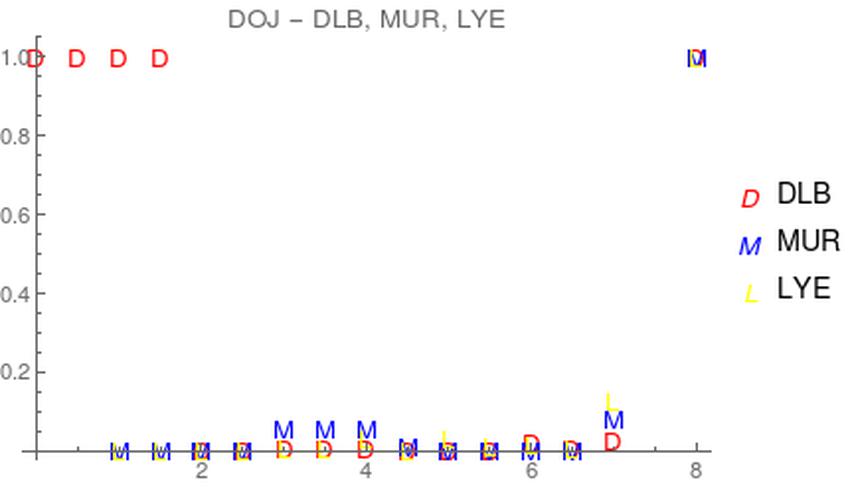 DOJ – DLB, MUR, LYE
1.0 D D D D M
0.8
0.6
0.4
0.2
D DLB
M MUR
L LYE
M M M L M
D D D D D D
M M M M M M M M M
2 4 6 8